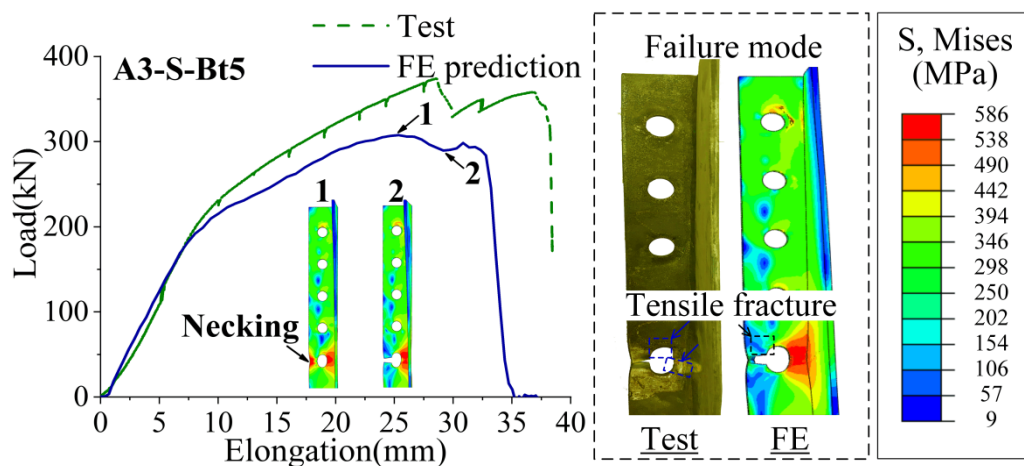 Test
FE prediction
A3-S-Bt5
Load(kN)
400
300
200
100
0
0
5
10
15
20
25
30
35
40
Elongation(mm)
1
2
1
2
Necking
Failure mode
Tensile fracture
Test
FE
S, Mises
(MPa)
586
538
490
442
394
346
298
250
202
154
106
57
9